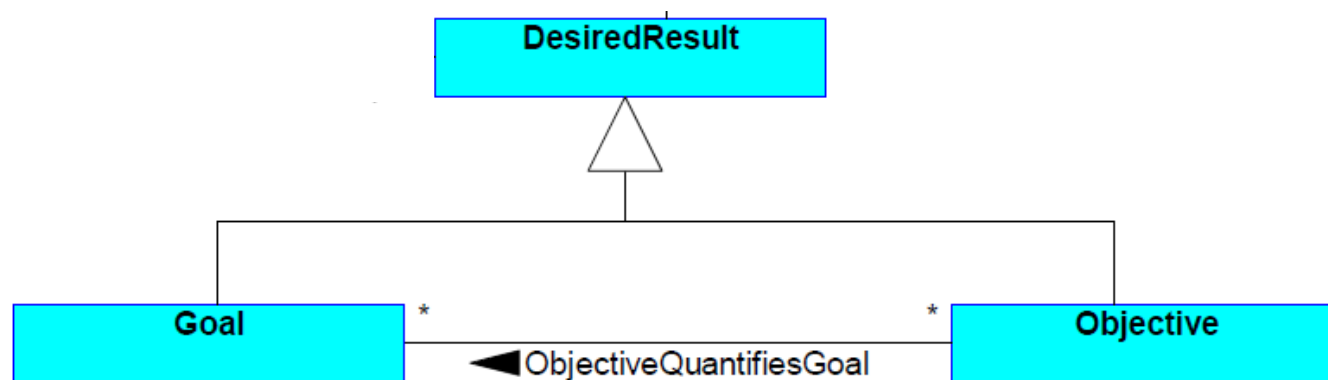 DesiredResult
Goal
*
*
Objective
ObjectiveQuantifiesGoal